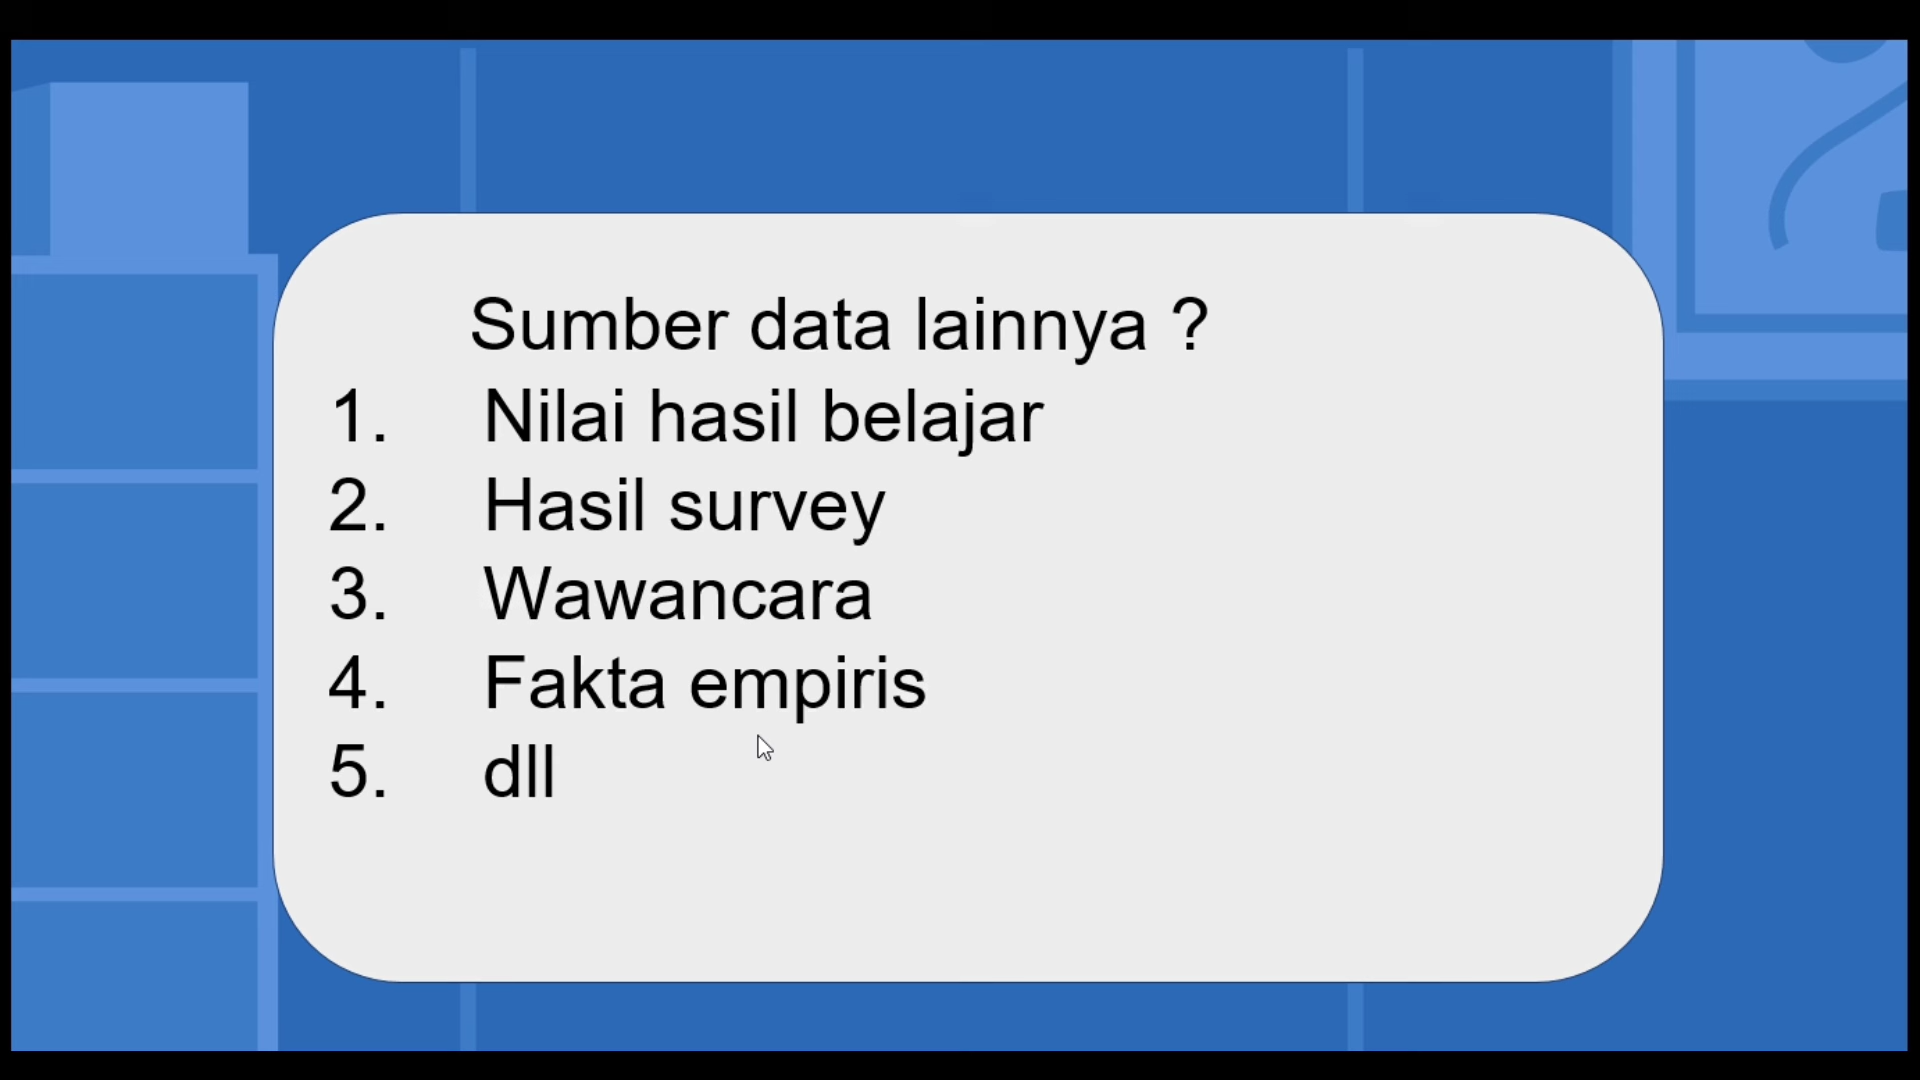 Sumber data lainnya ?
1. Nilai hasil belajar
2. Hasil survey
3. Wawancara
4. Fakta empiris
5. dll